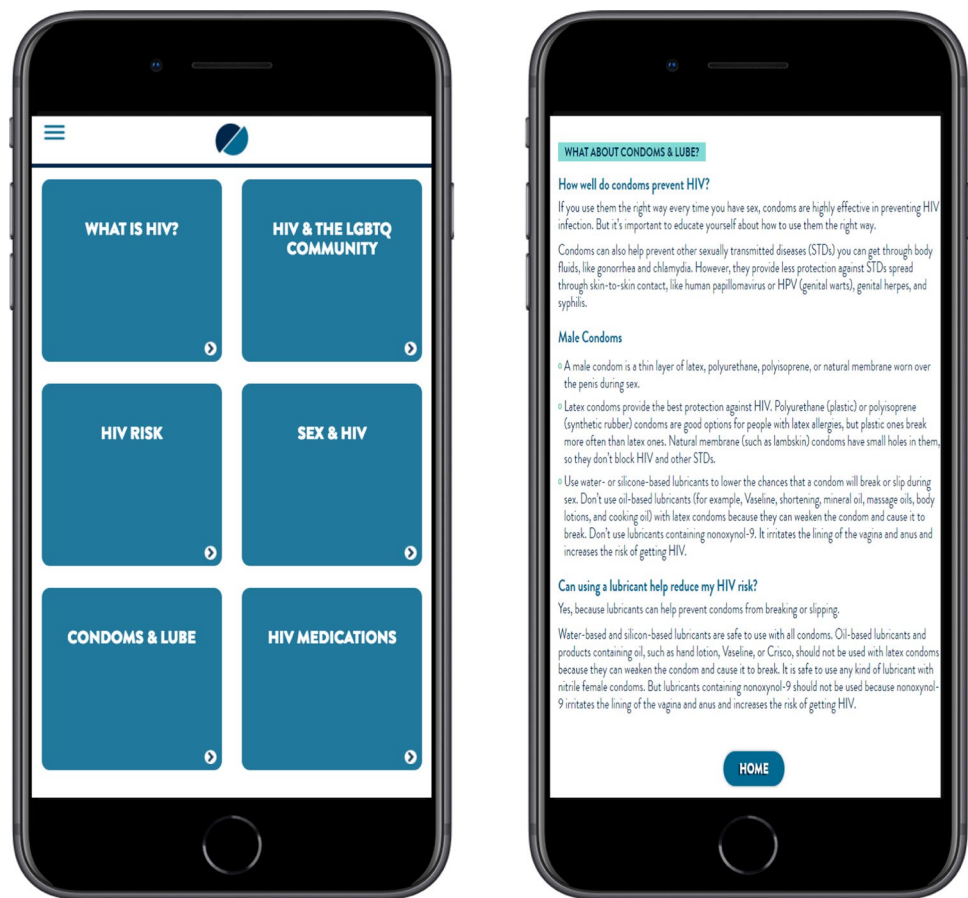 WHAT IS HIV?
HIV & THE LGBTQ
COMMUNITY
HIV RISK
SEX & HIV
CONDOMS & LUBE
HIV MEDICATIONS
WHAT ABOUT CONDOMS & LUBE?
How well do condoms prevent HIV?
If you use them the right way every time you have sex, condoms are highly effective in preventing HIV
infection. But it's important to educate yourself about how to use them the right way.
Condoms can also help prevent other sexually transmitted diseases (STDs) you can get through body
fluids, like gonorrhea and chlamydia. However, they provide less protection against STDs spread
through skin-to-skin contact, like human papillomavirus or HPV (genital warts), genital herpes, and
syphilis.
Male Condoms
A male condom is a thin layer of latex, polyurethane, polyisoprene, or natural membrane worn over
the penis during sex.
Latex condoms provide the best protection against HIV. Polyurethane (plastic) or polyisoprene
(synthetic rubber) condoms are good options for people with latex allergies, but plastic ones break
more often than latex ones. Natural membrane (such as lambskin) condoms have small holes in them,
so they don't block HIV and other STDs.
Use water- or silicone-based lubricants to lower the chances that a condom will break or slip during
sex. Don't use oil-based lubricants (for example, Vaseline, shortening, mineral oil, massage oils, body
lotions, and cooking oil) with latex condoms because they can weaken the condom and cause it to
break. Don't use lubricants containing nonoxynol-9. It irritates the lining of the vagina and anus and
increases the risk of getting HIV.
Can using a lubricant help reduce my HIV risk?
Yes, because lubricants can help prevent condoms from breaking or slipping.
Water-based and silicon-based lubricants are safe to use with all condoms. Oil-based lubricants and
products containing oil, such as hand lotion, Vaseline, or Crisco, should not be used with latex condoms
because they can weaken the condom and cause it to break. It is safe to use any kind of lubricant with
nitrile female condoms. But lubricants containing nonoxynol-9 should not be used because nonoxynol-
9 irritates the lining of the vagina and anus and increases the risk of getting HIV.
HOME